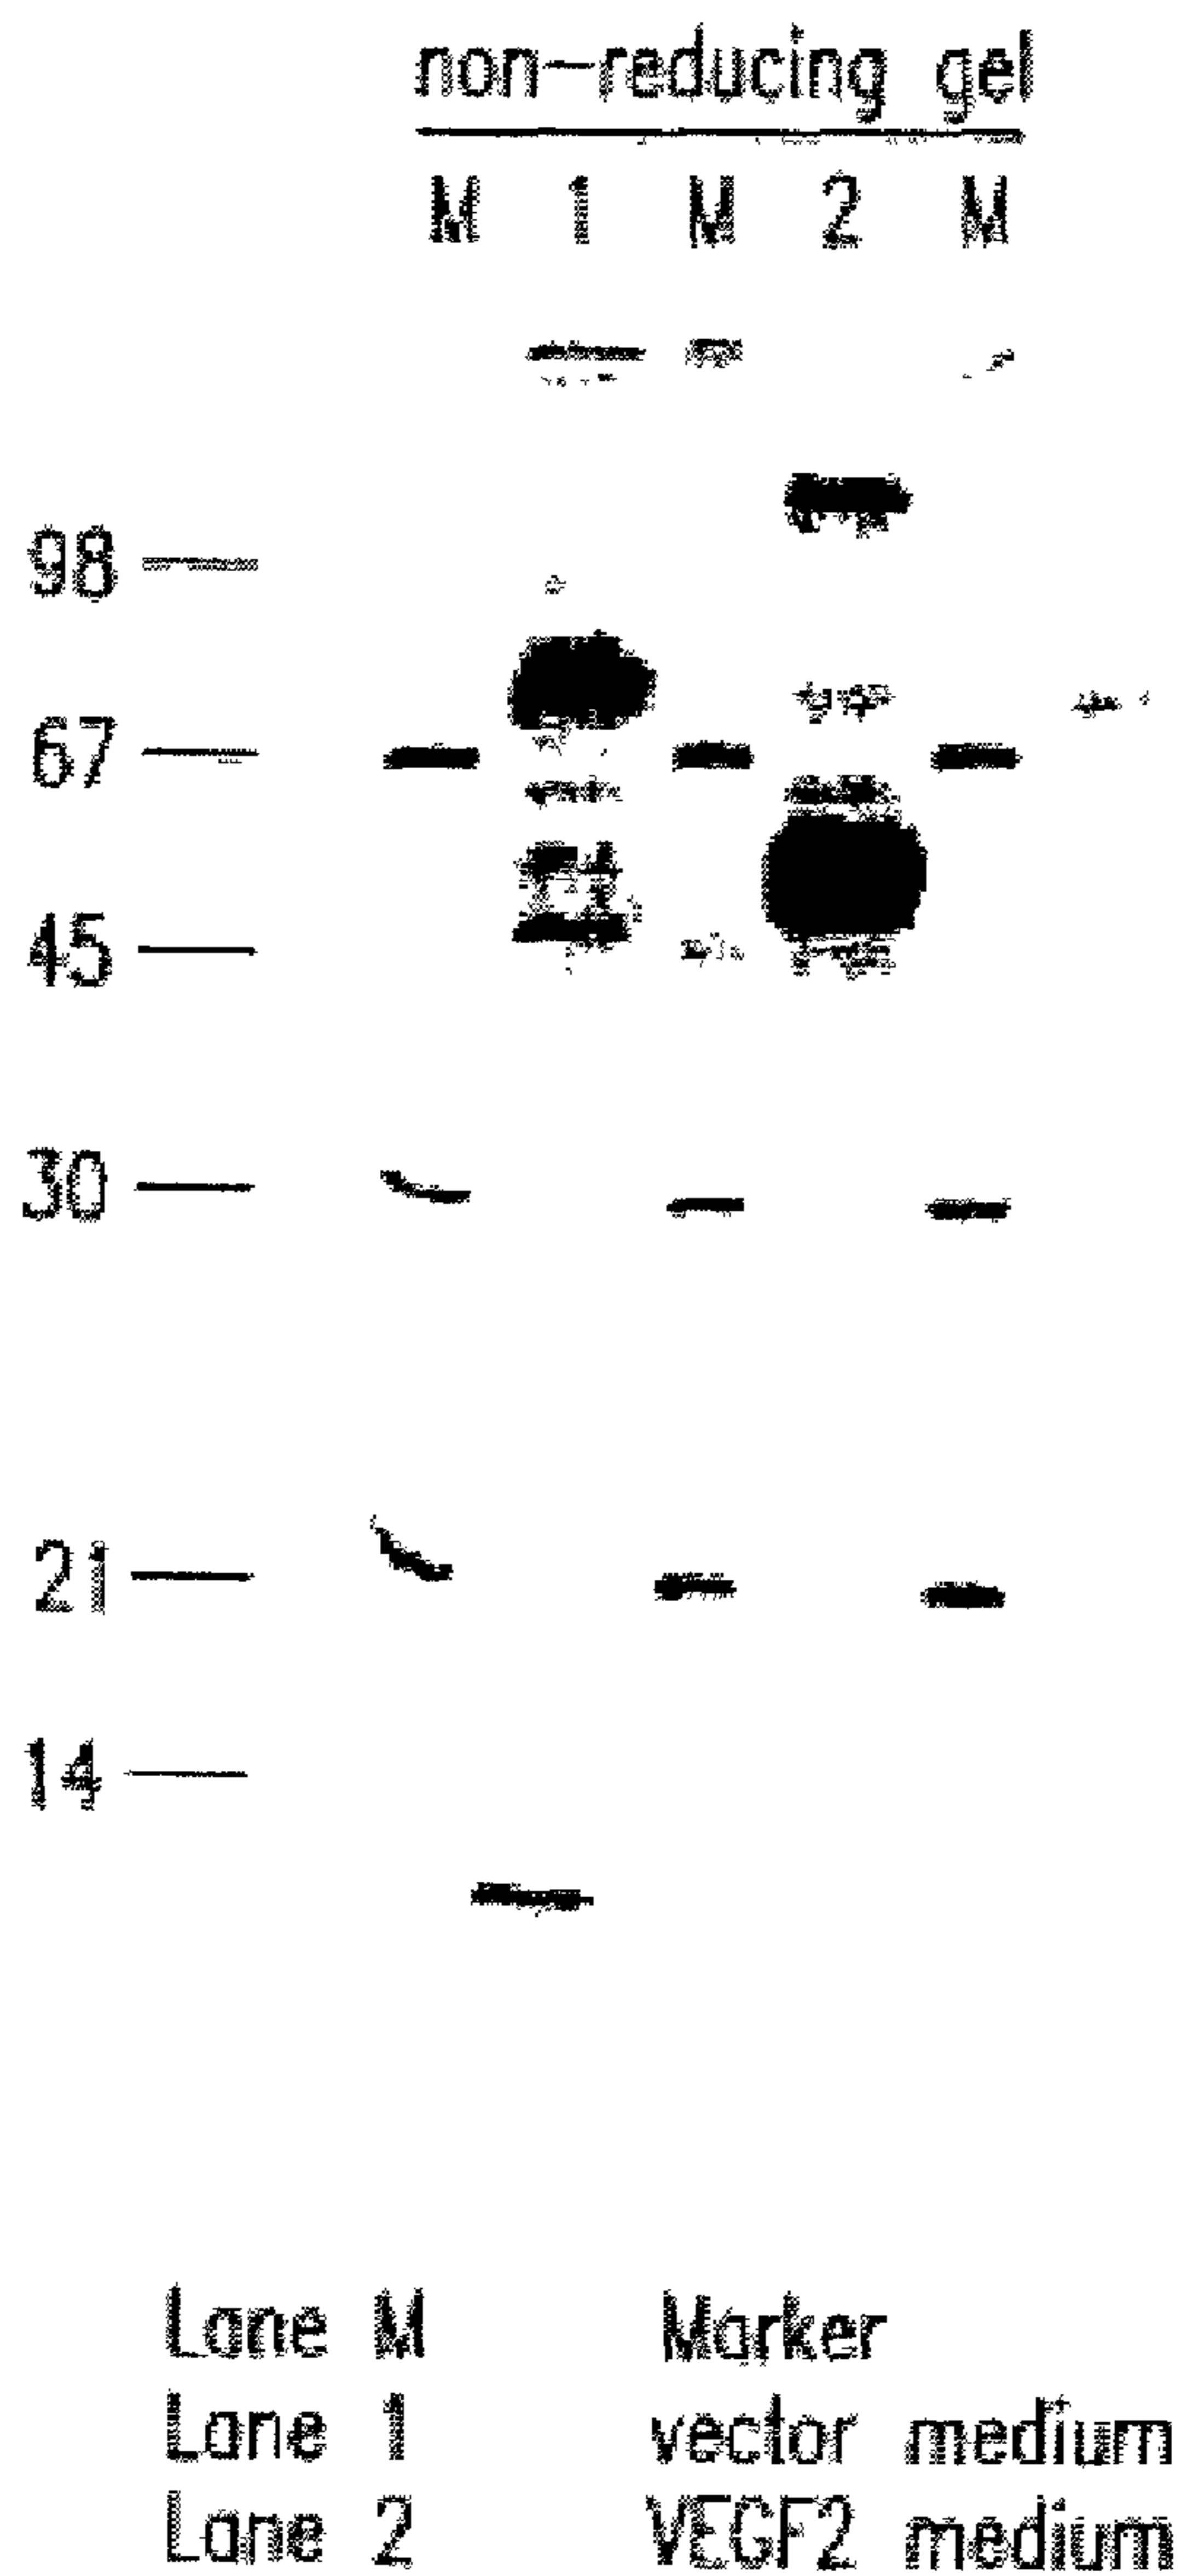 non-reducing gel
M 1 M 2 M
98
67
45
30
21
14
Lane M Marker
Lane 1 vector medium
Lane 2 VEGF2 medium